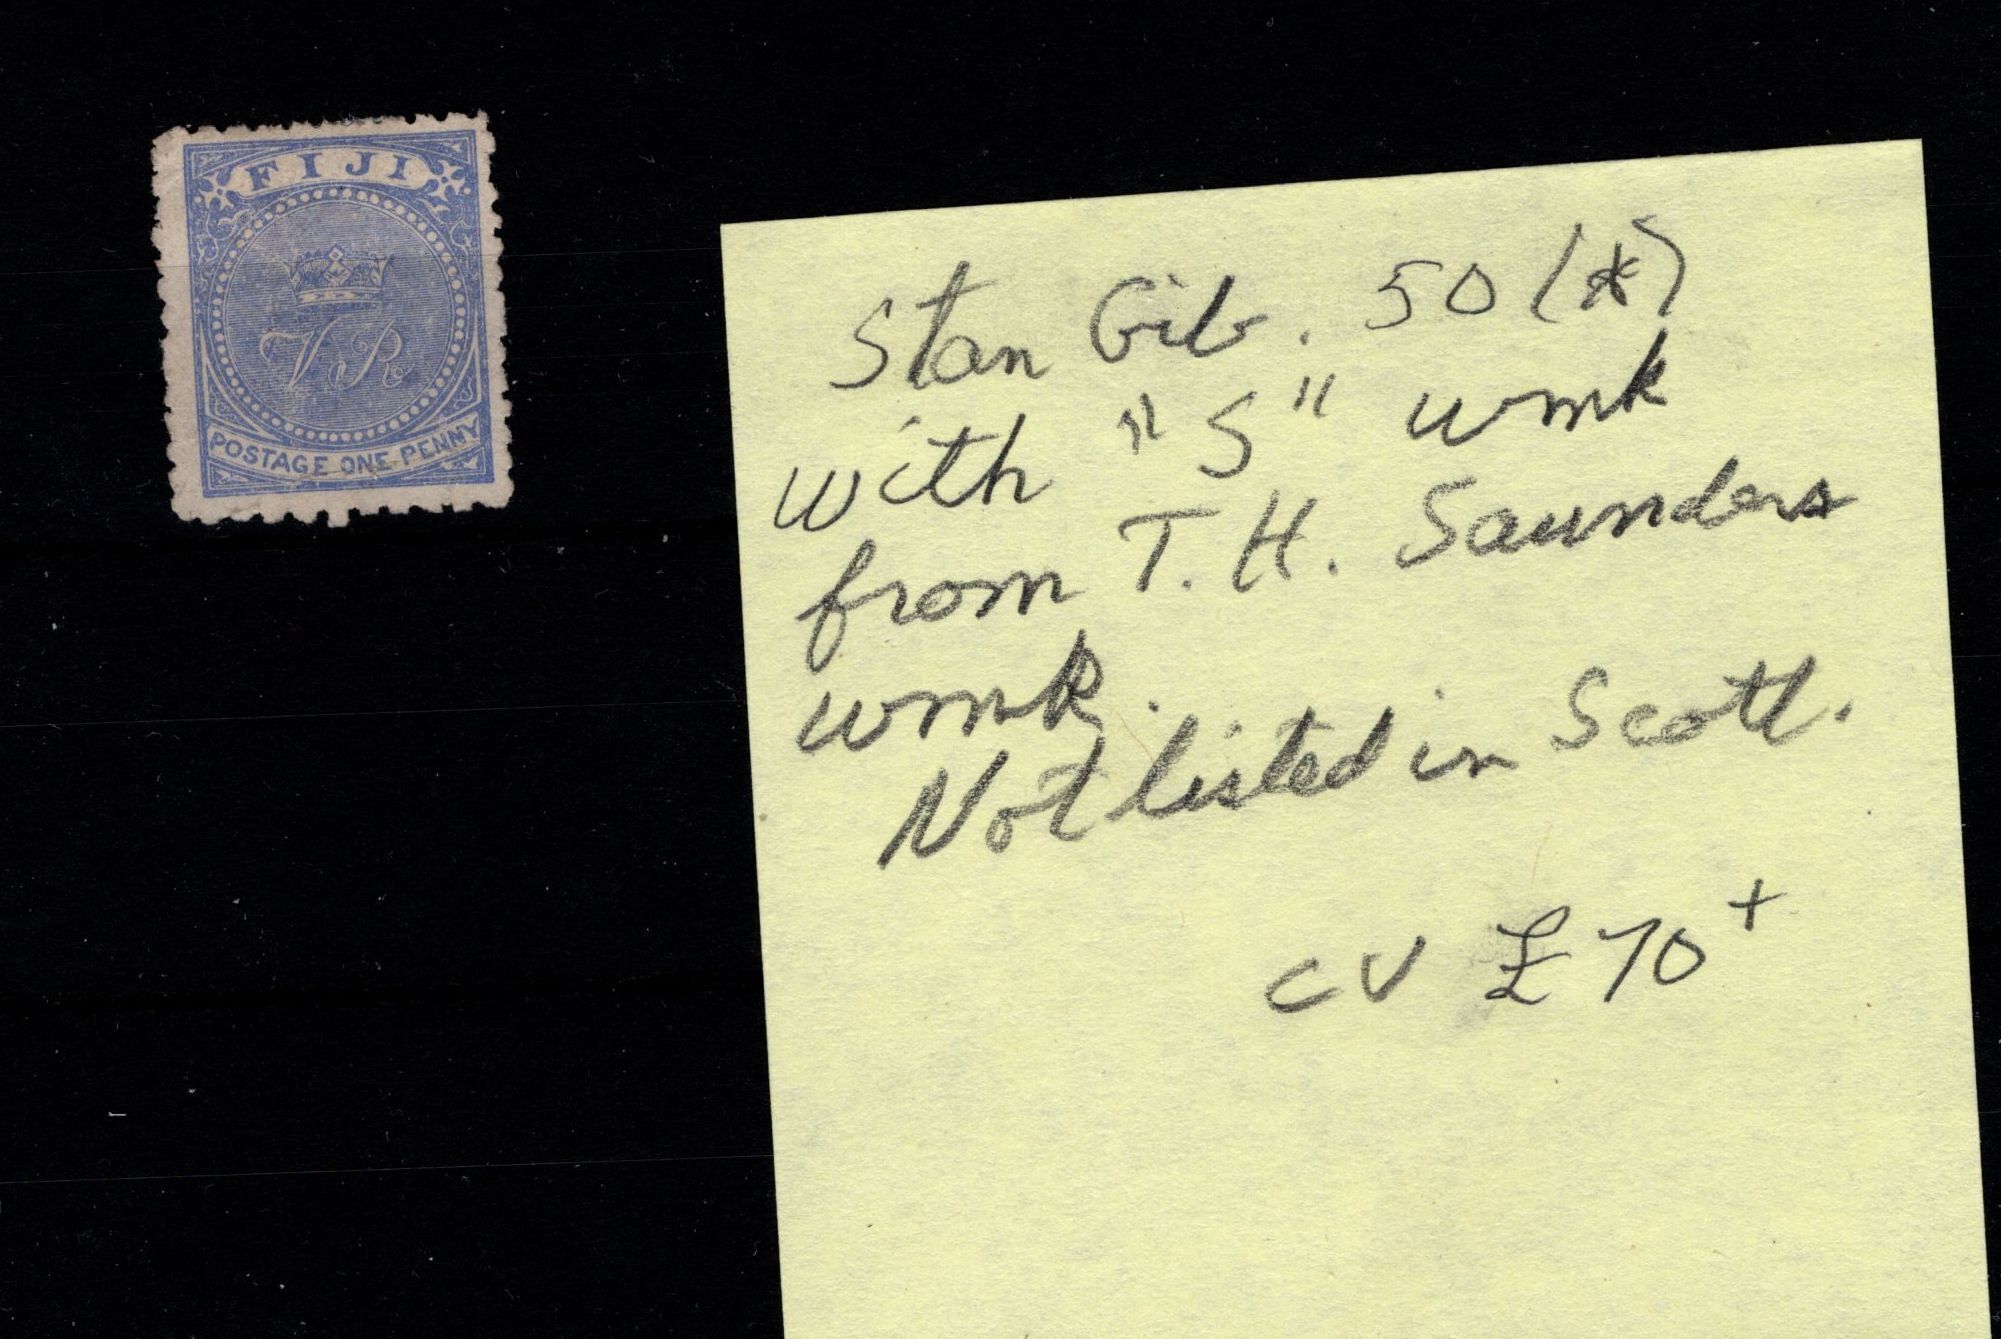 FIJI
VR
POSTAGE ONE PENNY
Stan Gib. 50 (*)
with "S" wmk
from T. H. Saunders
wmk.
Not listed in Scott.
CV £70+